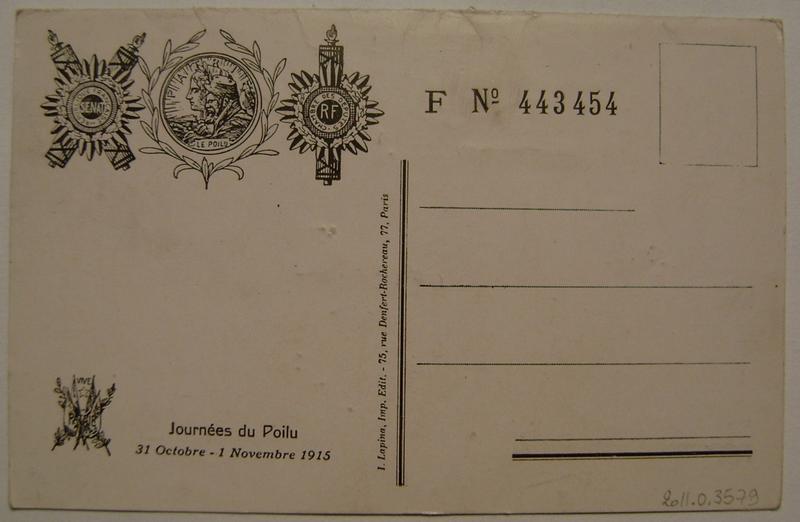 SENAT
LE POILU
RF
F Nº 443454
I. Lapina, Imp. Edit. - 75, rue Denfert-Rochereau, 77, Paris
VIVE
Journées du Poilu
31 Octobre - 1 Novembre 1915
2011.0.3579